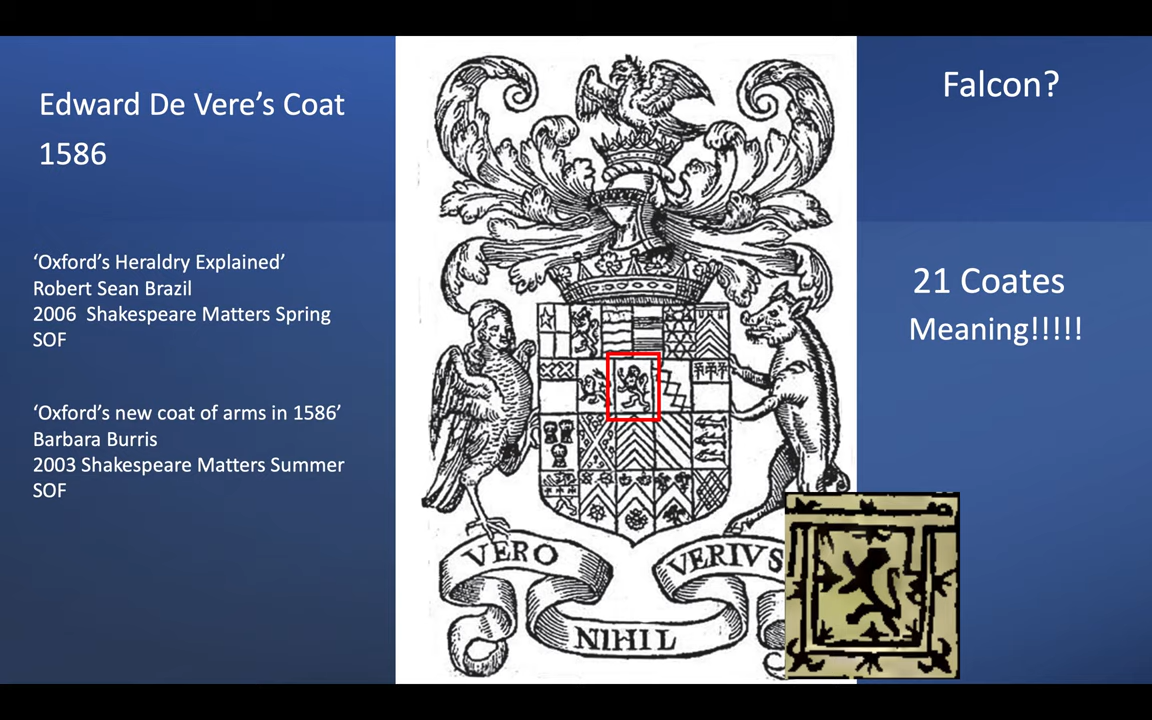 Edward De Vere's Coat
1586
‘Oxford's Heraldry Explained’
Robert Sean Brazil
2006 Shakespeare Matters Spring
SOF
‘Oxford's new coat of arms in 1586’
Barbara Burris
2003 Shakespeare Matters Summer
SOF
Falcon?
21 Coates
Meaning!!!!!
VERO
VERIVS
NIHIL